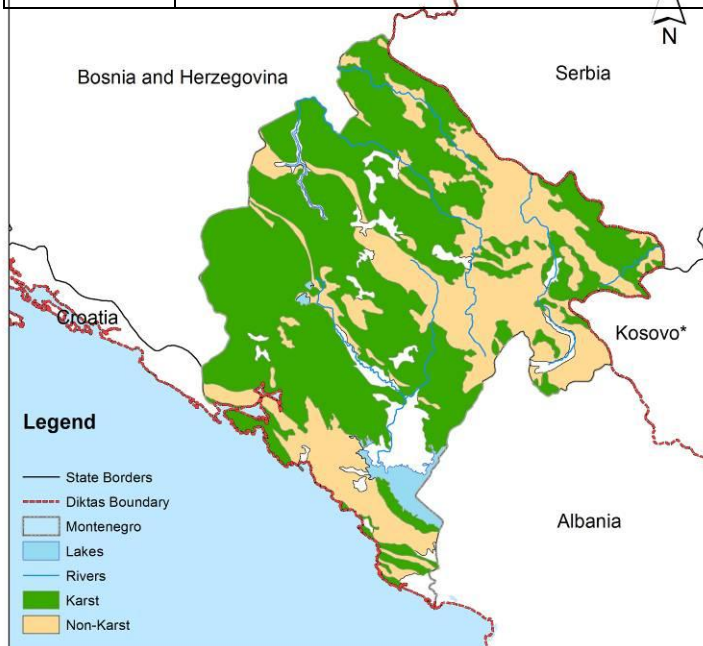 N
Bosnia and Herzegovina
Serbia
Croatia
Kosovo*
Albania
Legend
State Borders
Diktas Boundary
Montenegro
Lakes
Rivers
Karst
Non-Karst